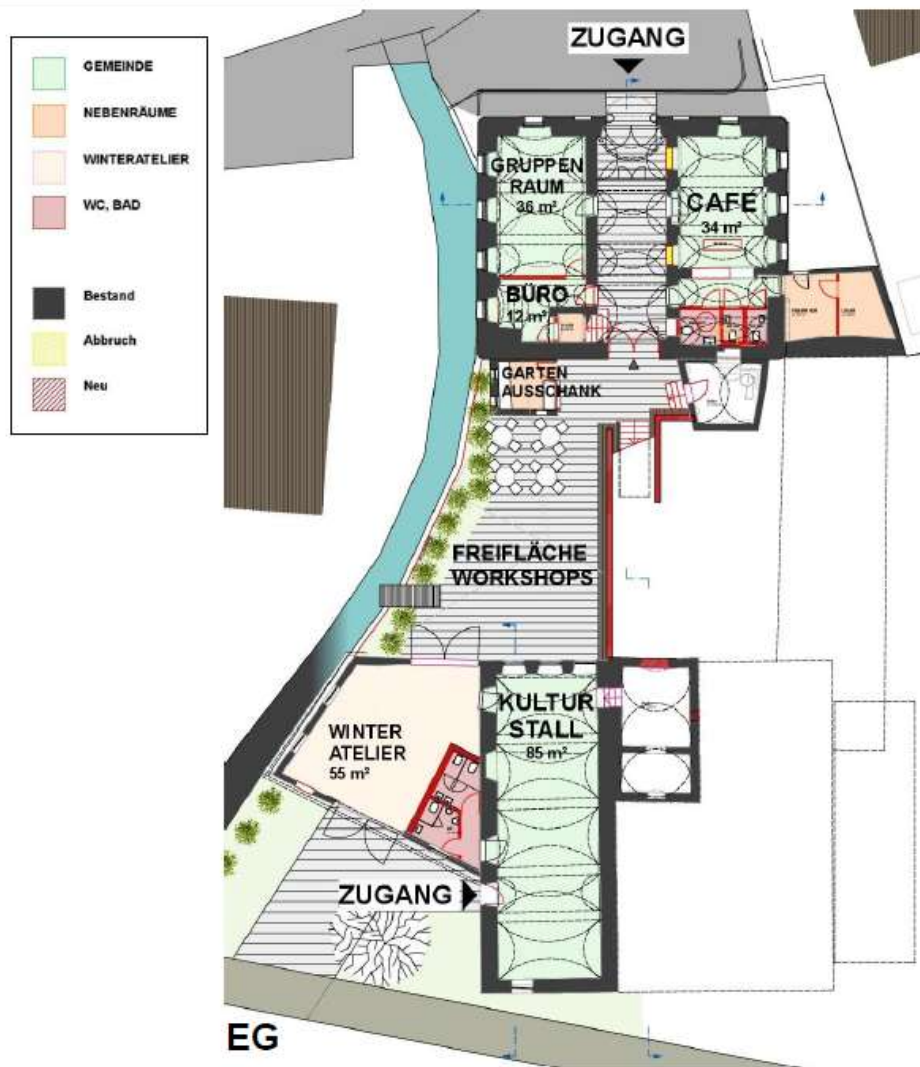 GEMEINDE
NEBENRÄUME
WINTERATELIER
WC, BAD
Bestand
Abbruch
Neu
ZUGANG
GRUPPEN
RAUM
36 m²
CAFÉ
34 m²
BÜRO
12 m²
GARTEN
AUSSCHANK
FREIFLÄCHE
WORKSHOPS
WINTER
ATELIER
55 m²
KULTUR
STALL
85 m²
ZUGANG
EG